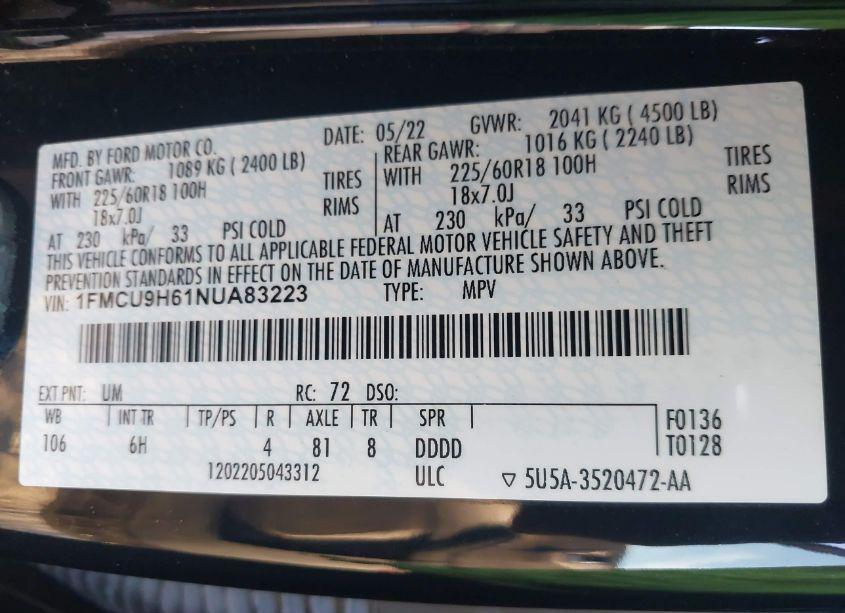 MFD. BY FORD MOTOR CO. DATE: 05/22 GVWR: 2041 KG ( 4500 LB)
FRONT GAWR: 1089 KG ( 2400 LB) REAR GAWR: 1016 KG ( 2240 LB)
WITH 225/60R18 100H TIRES WITH 225/60R18 100H TIRES
18x7.0J RIMS 18x7.0J RIMS
AT 230 kPa/ 33 PSI COLD AT 230 kPa/ 33 PSI COLD
THIS VEHICLE CONFORMS TO ALL APPLICABLE FEDERAL MOTOR VEHICLE SAFETY AND THEFT
PREVENTION STANDARDS IN EFFECT ON THE DATE OF MANUFACTURE SHOWN ABOVE.
VIN: 1FMCU9H61NUA83223 TYPE: MPV
EXT PNT: UM RC: 72 DSO:
WB INT TR TP/PS R AXLE TR SPR F0136
106 6H 4 81 8 DDDD T0128
1202205043312 ULC ▽ 5U5A-3520472-AA